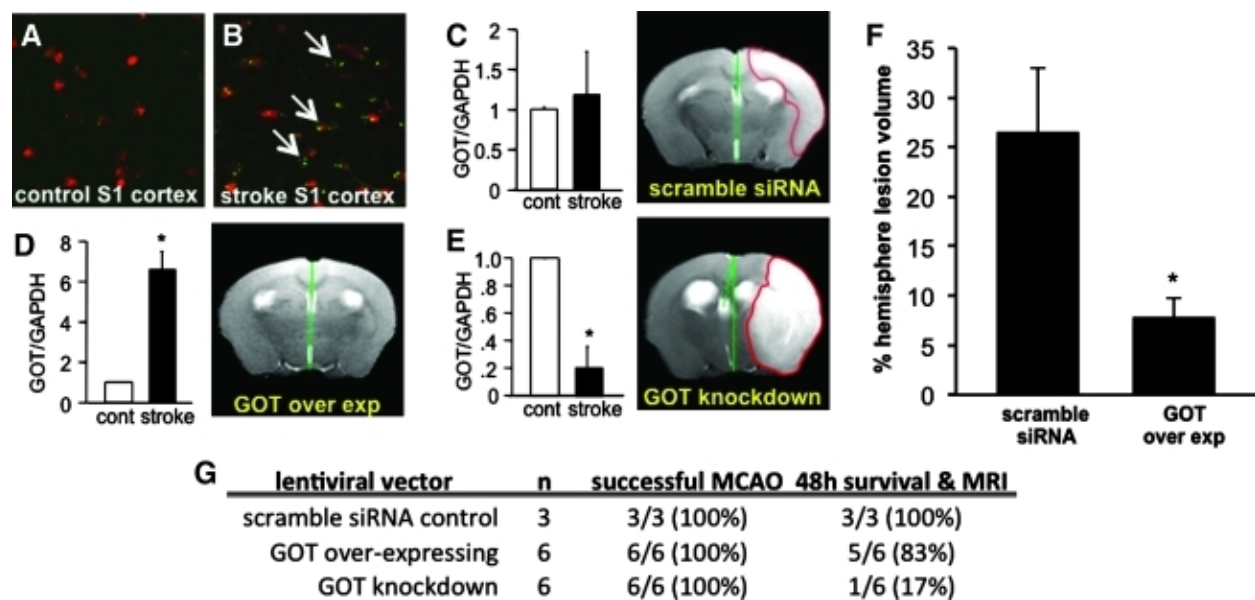 A
control S1 cortex
B
stroke S1 cortex
C
GOT/GAPDH
2
1.5
1
0.5
0
cont stroke
scramble siRNA
D
GOT/GAPDH
8
6
4
2
0
*
cont stroke
GOT over exp
E
GOT/GAPDH
1.0
.8
.6
.4
.2
0
*
cont stroke
GOT knockdown
F
% hemisphere lesion volume
40
35
30
25
20
15
10
5
0
*
scramble
siRNA
GOT
over exp
G
lentiviral vector n successful MCAO 48h survival & MRI
scramble siRNA control 3 3/3 (100%) 3/3 (100%)
GOT over-expressing 6 6/6 (100%) 5/6 (83%)
GOT knockdown 6 6/6 (100%) 1/6 (17%)